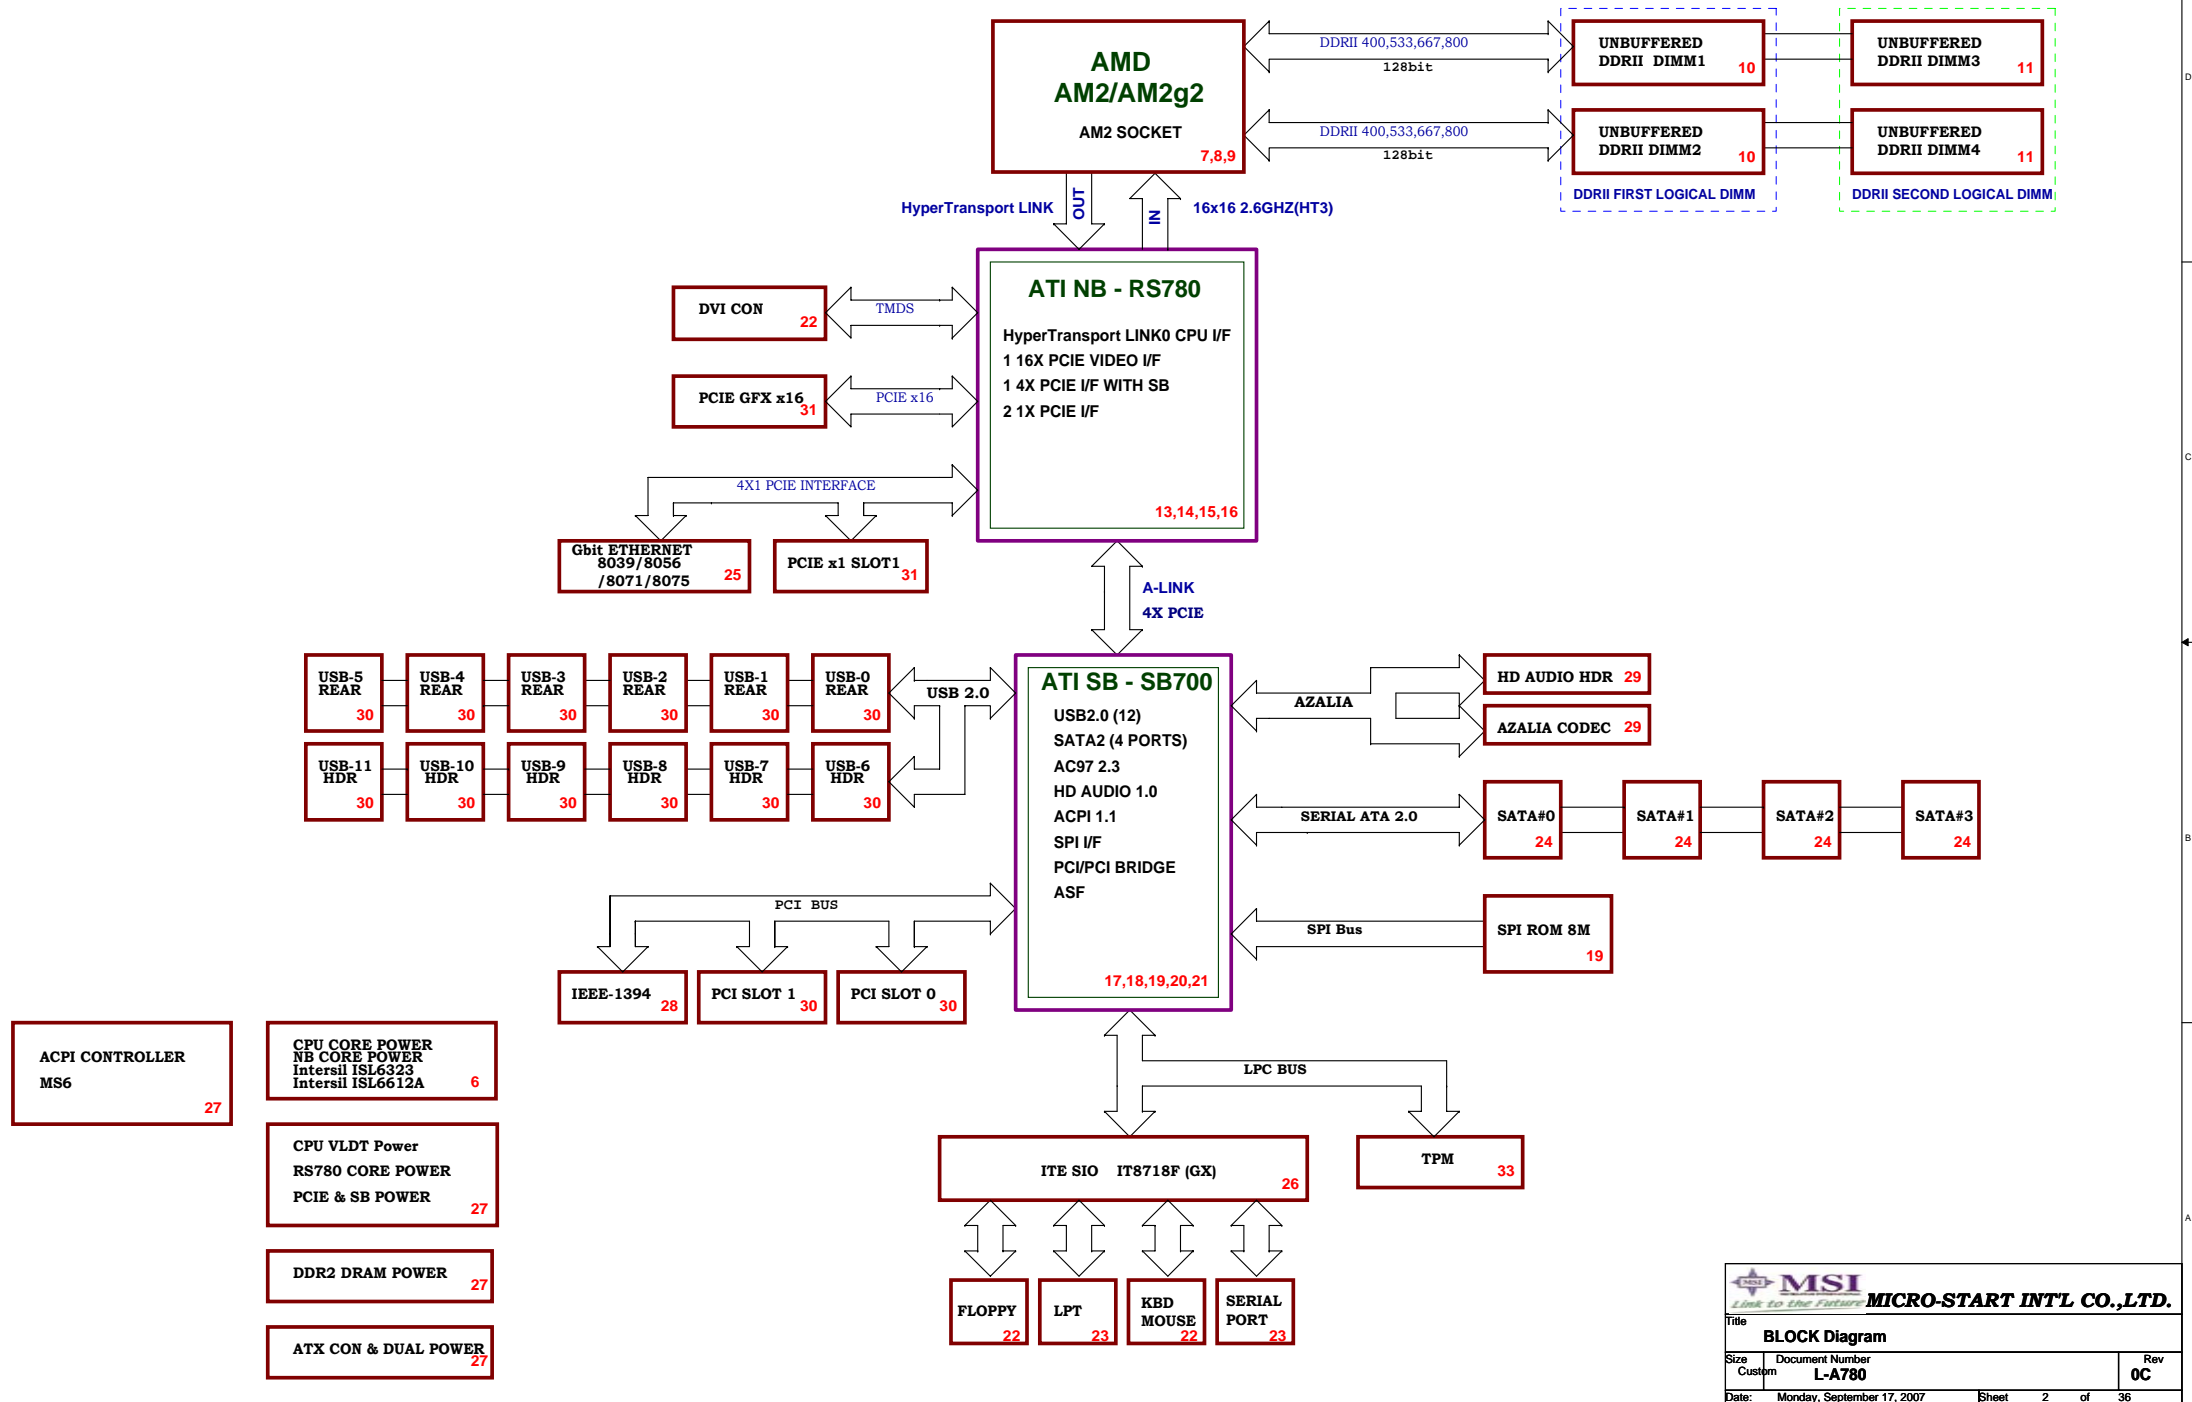 AMD
AM2/AM2g2
AM2 SOCKET
7,8,9
DDRII 400,533,667,800
128bit
DDRII 400,533,667,800
128bit
UNBUFFERED
DDRII DIMM1
10
UNBUFFERED
DDRII DIMM3
11
UNBUFFERED
DDRII DIMM2
10
UNBUFFERED
DDRII DIMM4
11
DDRII FIRST LOGICAL DIMM
DDRII SECOND LOGICAL DIMM
HyperTransport LINK
OUT
IN
16x16 2.6GHZ(HT3)
ATI NB - RS780
HyperTransport LINK0 CPU I/F
1 16X PCIE VIDEO I/F
1 4X PCIE I/F WITH SB
2 1X PCIE I/F
13,14,15,16
DVI CON
22
TMDS
PCIE GFX x16
31
PCIE x16
4X1 PCIE INTERFACE
Gbit ETHERNET
8039/8056
/8071/8075
25
PCIE x1 SLOT1
31
A-LINK
4X PCIE
USB-5
REAR
30
USB-4
REAR
30
USB-3
REAR
30
USB-2
REAR
30
USB-1
REAR
30
USB-0
REAR
30
USB 2.0
USB-11
HDR
30
USB-10
HDR
30
USB-9
HDR
30
USB-8
HDR
30
USB-7
HDR
30
USB-6
HDR
30
ATI SB - SB700
USB2.0 (12)
SATA2 (4 PORTS)
AC97 2.3
HD AUDIO 1.0
ACPI 1.1
SPI I/F
PCI/PCI BRIDGE
ASF
17,18,19,20,21
AZALIA
HD AUDIO HDR 29
AZALIA CODEC 29
SERIAL ATA 2.0
SATA#0
24
SATA#1
24
SATA#2
24
SATA#3
24
SPI Bus
SPI ROM 8M
19
PCI BUS
IEEE-1394
28
PCI SLOT 1
30
PCI SLOT 0
30
ACPI CONTROLLER
MS6
27
CPU CORE POWER
NB CORE POWER
Intersil ISL6323
Intersil ISL6612A
6
CPU VLDT Power
RS780 CORE POWER
PCIE & SB POWER
27
DDR2 DRAM POWER
27
ATX CON & DUAL POWER
27
LPC BUS
ITE SIO IT8718F (GX)
26
TPM
33
FLOPPY
22
LPT
23
KBD
MOUSE
22
SERIAL
PORT
23
D
C
B
A
MSI
MSI
Link to the Future
MICRO-START INT'L CO.,LTD.
Title
BLOCK Diagram
Size
Custom
Document Number
L-A780
Rev
0C
Date: Monday, September 17, 2007
Sheet 2 of 36